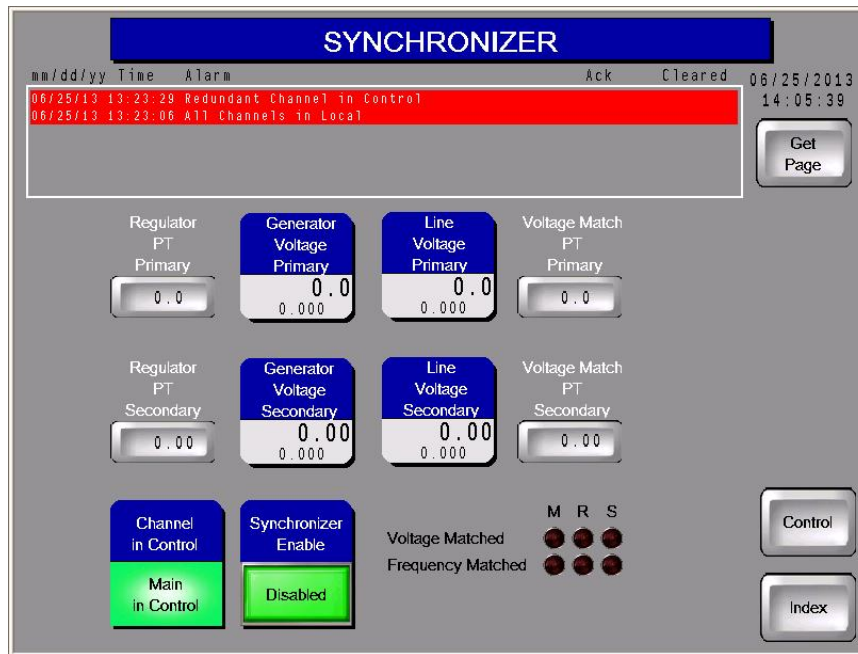 SYNCHRONIZER
mm/dd/yy Time Alarm Ack Cleared
06/25/2013
14:05:39
06/25/13 13:23:29 Redundant Channel in Control
06/25/13 13:23:06 All Channels in Local
Get
Page
Regulator
PT
Primary
0.0
Generator
Voltage
Primary
0.0
0.000
Line
Voltage
Primary
0.0
0.000
Voltage Match
PT
Primary
0.0
Regulator
PT
Secondary
0.00
Generator
Voltage
Secondary
0.00
0.000
Line
Voltage
Secondary
0.00
0.000
Voltage Match
PT
Secondary
0.00
Channel
in Control
Main
in Control
Synchronizer
Enable
Disabled
M R S
Voltage Matched
Frequency Matched
Control
Index